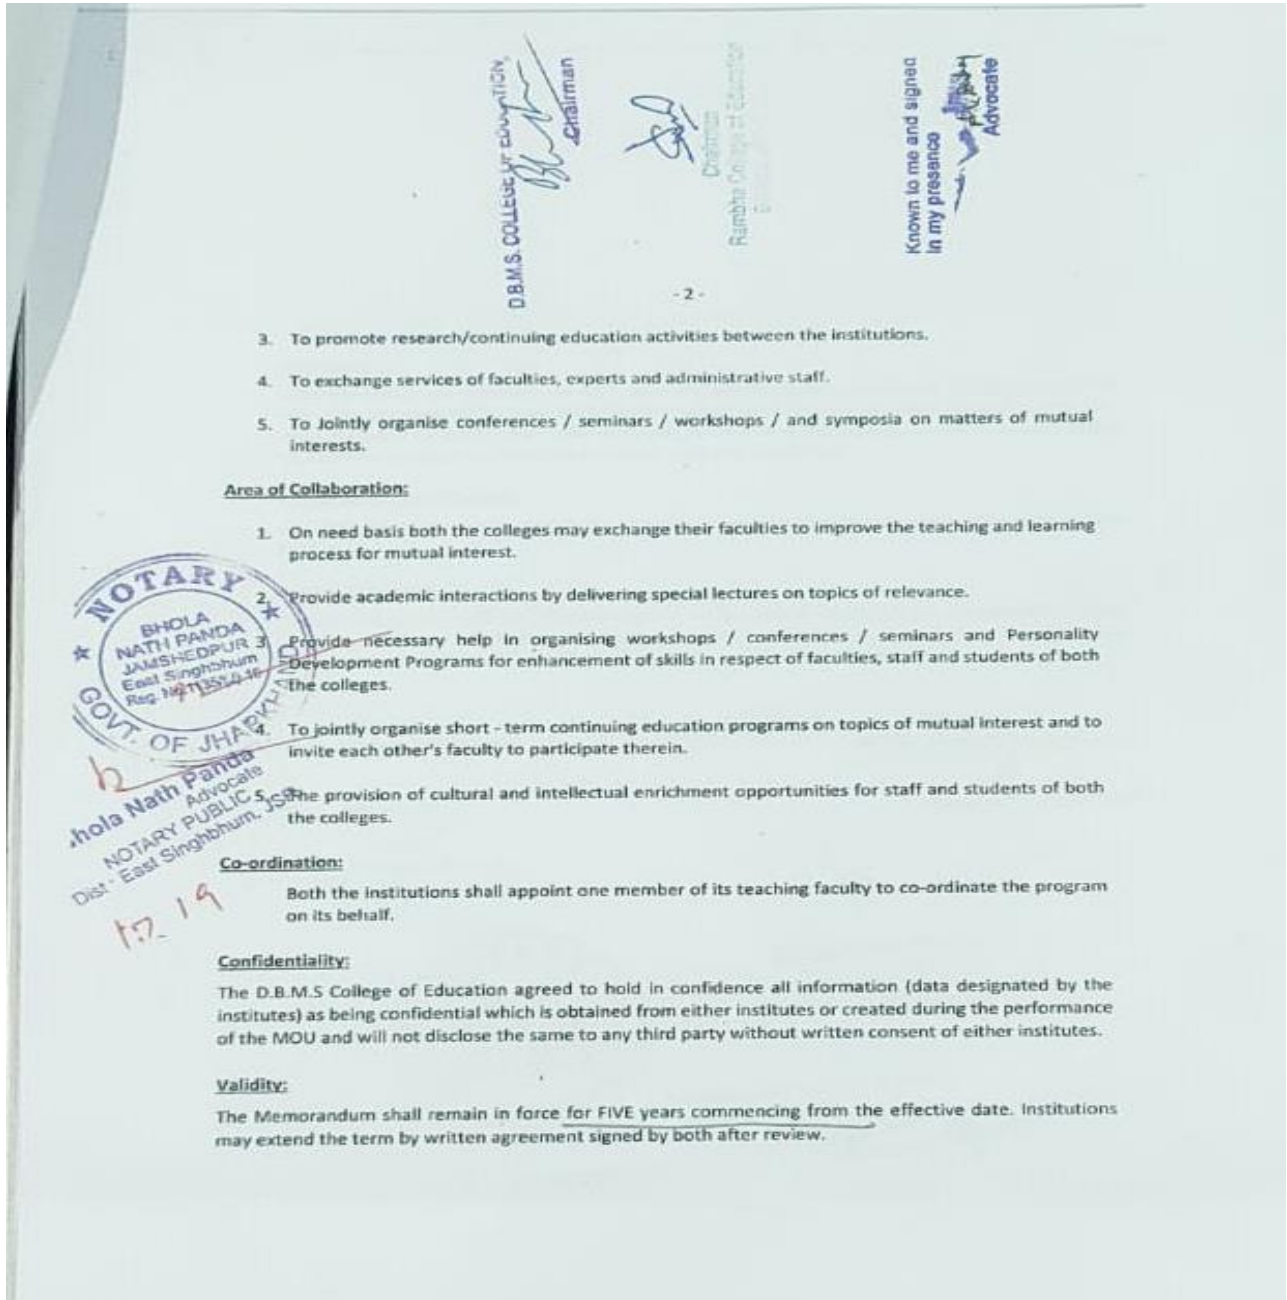 D.B.M.S. COLLEGE OF EDUCATION,
Chairman
Chairman
Rambha College of Education
Known to me and signed
In my presence
Advocate
- 2 -
3. To promote research/continuing education activities between the institutions.
4. To exchange services of faculties, experts and administrative staff.
5. To Jointly organise conferences / seminars / workshops / and symposia on matters of mutual
interests.
Area of Collaboration:
1. On need basis both the colleges may exchange their faculties to improve the teaching and learning
process for mutual interest.
2. Provide academic interactions by delivering special lectures on topics of relevance.
3. Provide necessary help in organising workshops / conferences / seminars and Personality
Development Programs for enhancement of skills in respect of faculties, staff and students of both
the colleges.
4. To jointly organise short - term continuing education programs on topics of mutual interest and to
invite each other's faculty to participate therein.
5. The provision of cultural and intellectual enrichment opportunities for staff and students of both
the colleges.
NOTARY
BHOLA
NATH PANDA
JAMSHEDPUR
East Singhbhum
Reg. No.
GOVT. OF JHARKHAND
hola Nath Panda
Advocate
NOTARY PUBLIC
Dist - East Singhbhum, JSR
Co-ordination:
Both the institutions shall appoint one member of its teaching faculty to co-ordinate the program
on its behalf.
Confidentiality:
The D.B.M.S College of Education agreed to hold in confidence all information (data designated by the
institutes) as being confidential which is obtained from either institutes or created during the performance
of the MOU and will not disclose the same to any third party without written consent of either institutes.
Validity:
The Memorandum shall remain in force for FIVE years commencing from the effective date. Institutions
may extend the term by written agreement signed by both after review.